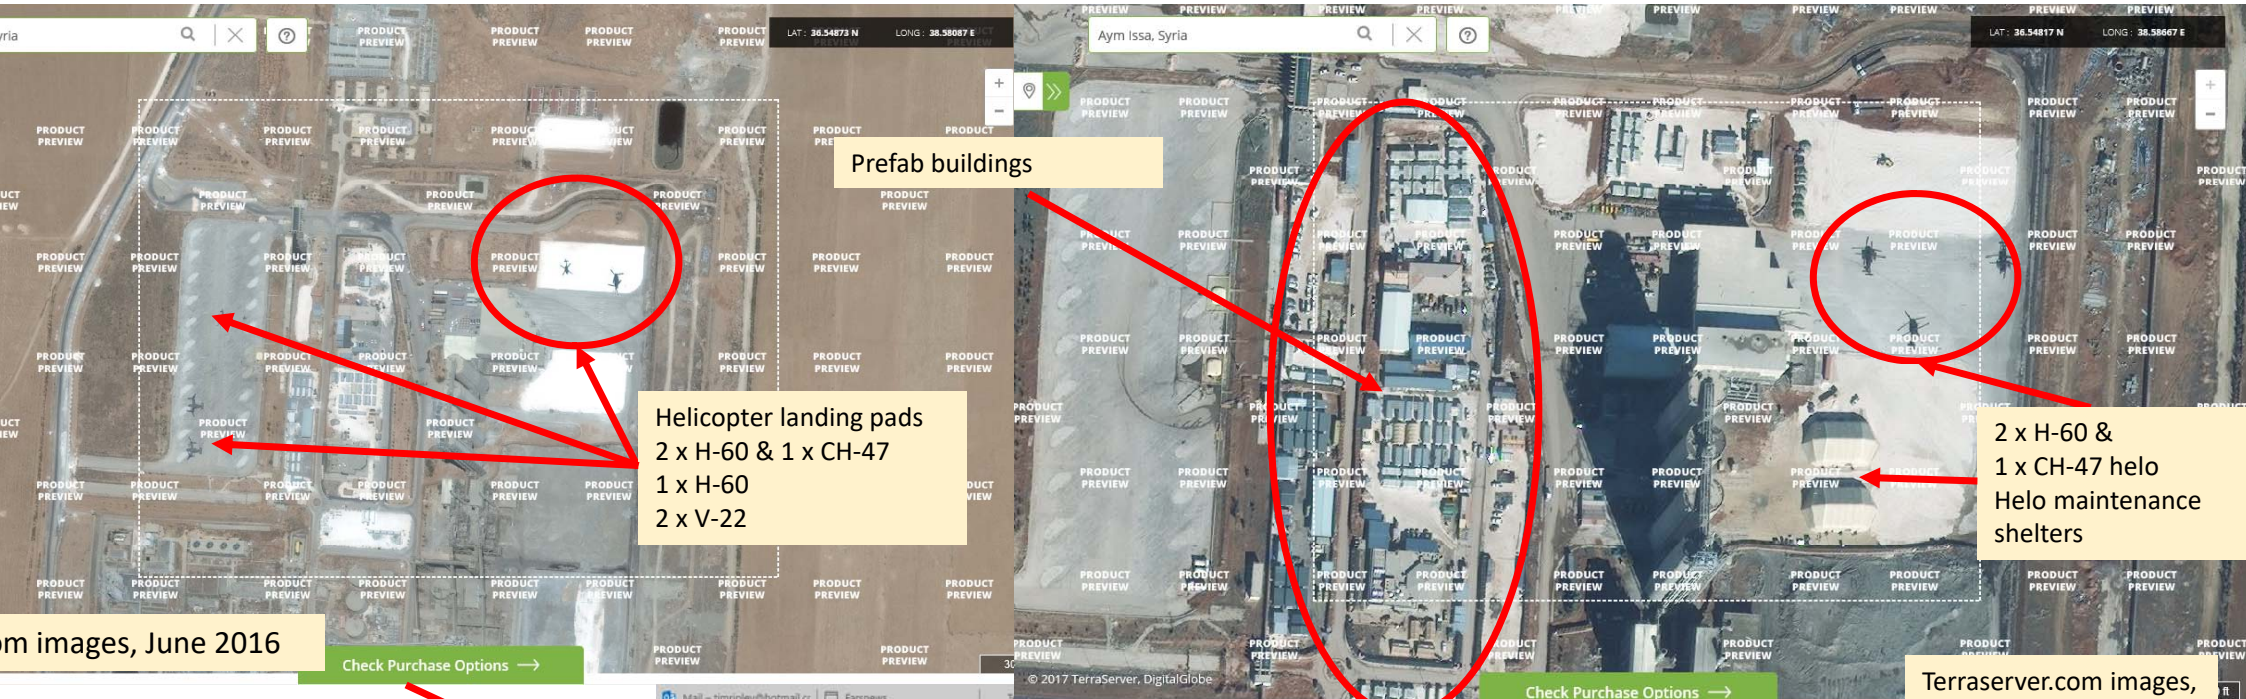 LAT: 36.54873 N LONG: 38.58087 E
Aym Issa, Syria
LAT: 36.54817 N LONG: 38.58667 E
PRODUCT
PREVIEW
Prefab buildings
Helicopter landing pads
2 x H-60 & 1 x CH-47
1 x H-60
2 x V-22
2 x H-60 &
1 x CH-47 helo
Helo maintenance
shelters
images, June 2016
Check Purchase Options →
© 2017 TerraServer, DigitalGlobe
Check Purchase Options →
Terraserver.com images,